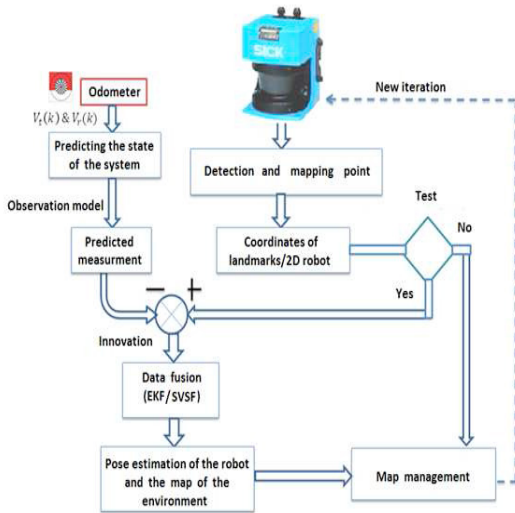 SICK
New iteration
Odometer
V_r(k) & V_r(k)
Predicting the state
of the system
Detection and mapping point
Observation model
Test
Predicted
measurment
Coordinates of
landmarks/2D robot
No
Yes
− +
Innovation
Data fusion
(EKF/SVSF)
Pose estimation of the robot
and the map of the
environment
Map management